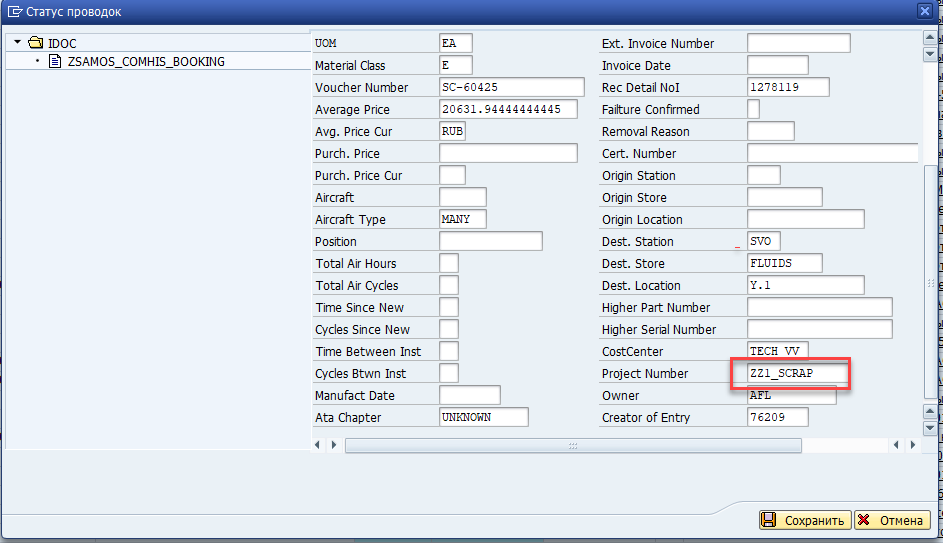 Статус проводок
IDOC
ZSAMOS_COMHIS_BOOKING
UOM EA
Material Class E
Voucher Number SC-60425
Average Price 20631.94444444445
Avg. Price Cur RUB
Purch. Price
Purch. Price Cur
Aircraft
Aircraft Type MANY
Position
Total Air Hours
Total Air Cycles
Time Since New
Cycles Since New
Time Between Inst
Cycles Btwn Inst
Manufact Date
Ata Chapter UNKNOWN
Ext. Invoice Number
Invoice Date
Rec Detail NoI 1278119
Failture Confirmed
Removal Reason
Cert. Number
Origin Station
Origin Store
Origin Location
Dest. Station SVO
Dest. Store FLUIDS
Dest. Location Y.1
Higher Part Number
Higher Serial Number
CostCenter TECH VV
Project Number ZZ1_SCRAP
Owner AFL
Creator of Entry 76209
Сохранить Отмена